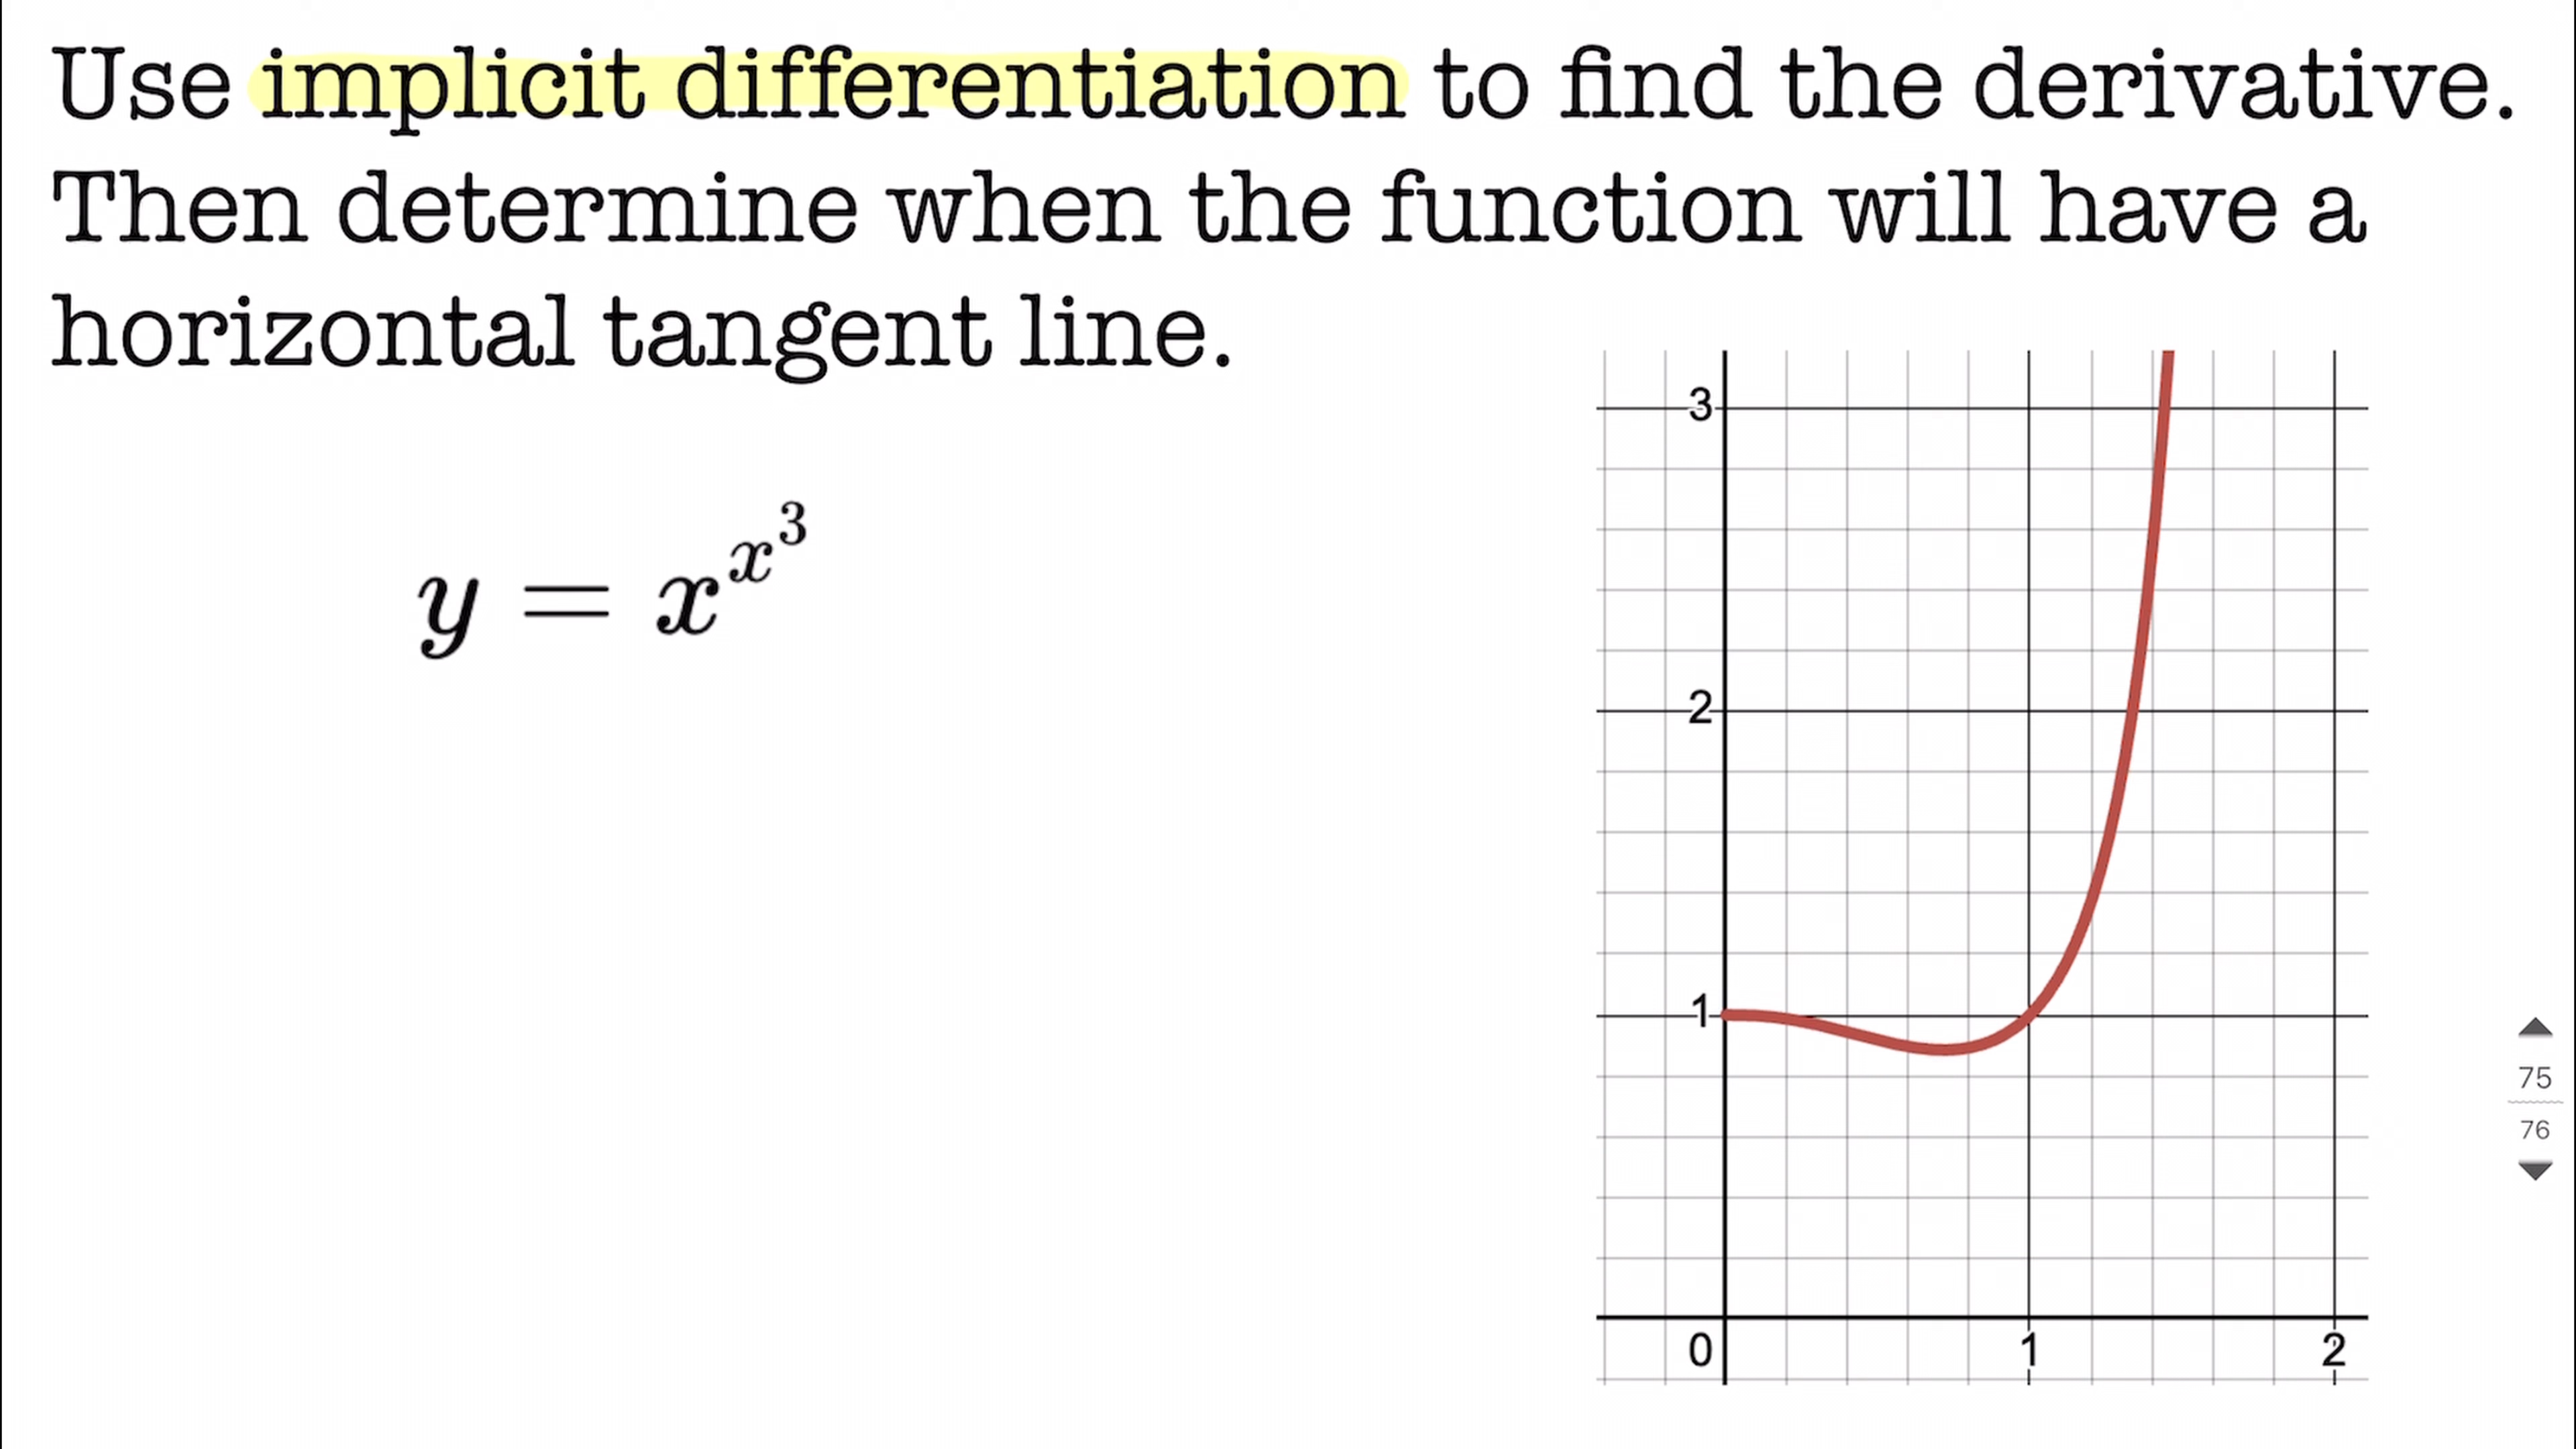 Use implicit differentiation to find the derivative.
Then determine when the function will have a
horizontal tangent line.
y = x^{x^3}
3
2
1
0 1 2
75
76